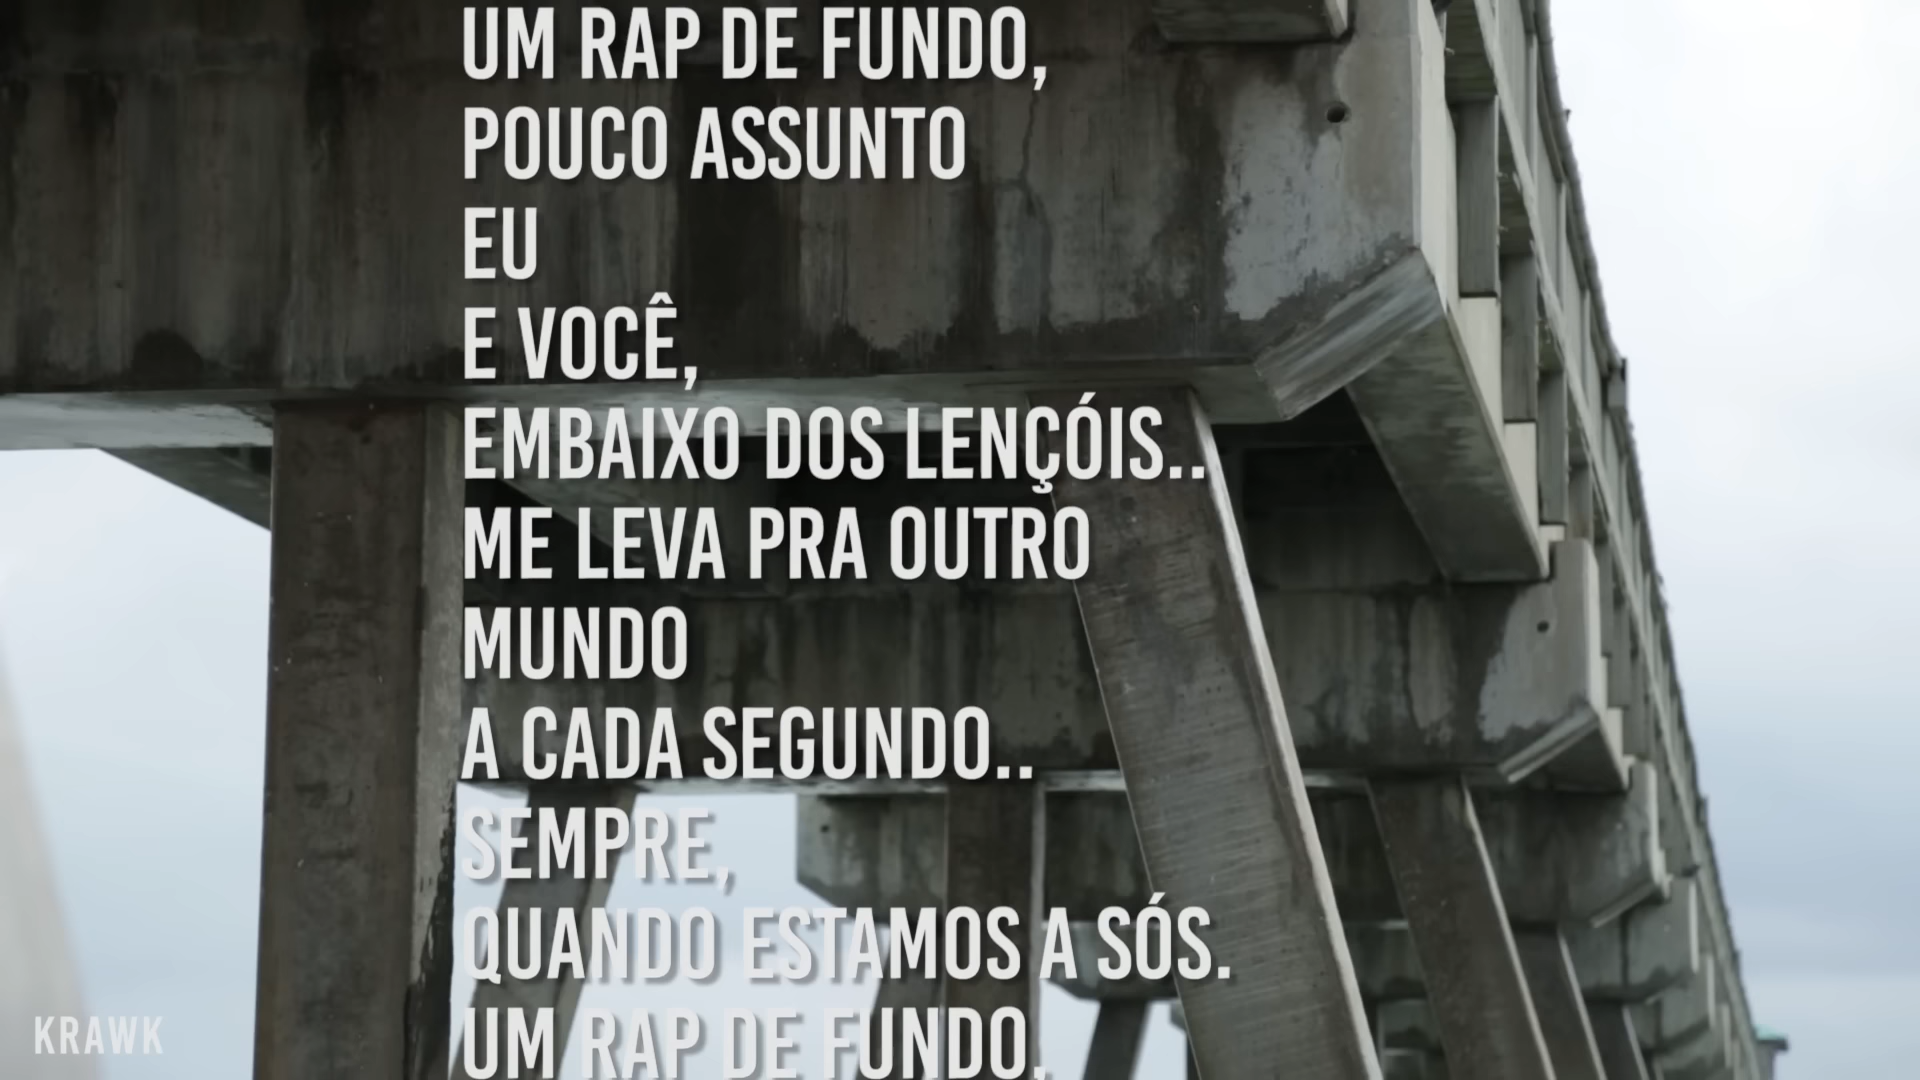 UM RAP DE FUNDO,
POUCO ASSUNTO
EU
E VOCÊ,
EMBAIXO DOS LENÇÓIS..
ME LEVA PRA OUTRO
MUNDO
A CADA SEGUNDO..
SEMPRE,
QUANDO ESTAMOS A SÓS.
UM RAP DE FUNDO,
KRAWK